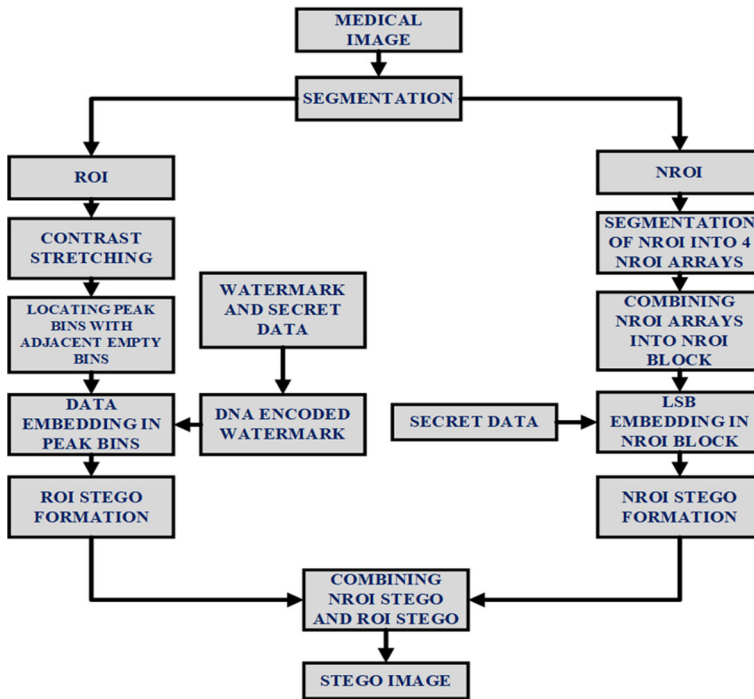 MEDICAL
IMAGE
SEGMENTATION
ROI
NROI
CONTRAST
STRETCHING
SEGMENTATION
OF NROI INTO 4
NROI ARRAYS
LOCATING PEAK
BINS WITH
ADJACENT EMPTY
BINS
WATERMARK
AND SECRET
DATA
COMBINING
NROI ARRAYS
INTO NROI
BLOCK
DATA
EMBEDDING IN
PEAK BINS
DNA ENCODED
WATERMARK
SECRET DATA
LSB
EMBEDDING IN
NROI BLOCK
ROI STEGO
FORMATION
NROI STEGO
FORMATION
COMBINING
NROI STEGO
AND ROI STEGO
STEGO IMAGE